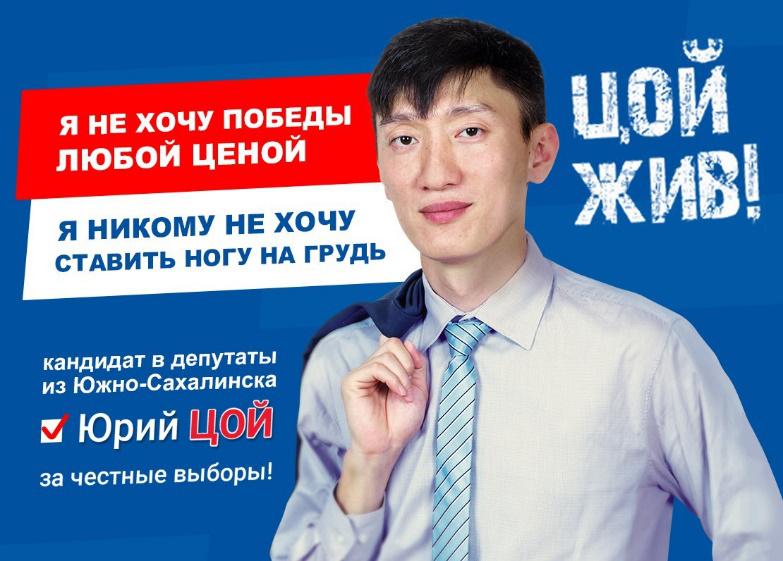 Я НЕ ХОЧУ ПОБЕДЫ
ЛЮБОЙ ЦЕНОЙ
Я НИКОМУ НЕ ХОЧУ
СТАВИТЬ НОГУ НА ГРУДЬ
ЦОЙ
ЖИВ!
кандидат в депутаты
из Южно-Сахалинска
Юрий ЦОЙ
за честные выборы!